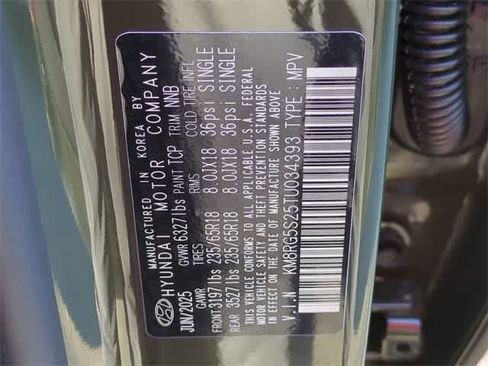 MANUFACTURED IN KOREA BY
HYUNDAI MOTOR COMPANY
JUN/2025 GVWR 6327lbs PAINT TCP TRIM NNB
GAWR TIRES RIMS COLD TIRE INFL
FRONT 3197lbs 235/65R18 8.0JX18 36psi SINGLE
REAR 3527lbs 235/65R18 8.0JX18 36psi SINGLE
THIS VEHICLE CONFORMS TO ALL APPLICABLE U.S.A. FEDERAL
MOTOR VEHICLE SAFETY AND THEFT PREVENTION STANDARDS
IN EFFECT ON THE DATE OF MANUFACTURE SHOWN ABOVE
V.I.N KM8RG5S25TU034393 TYPE : MPV